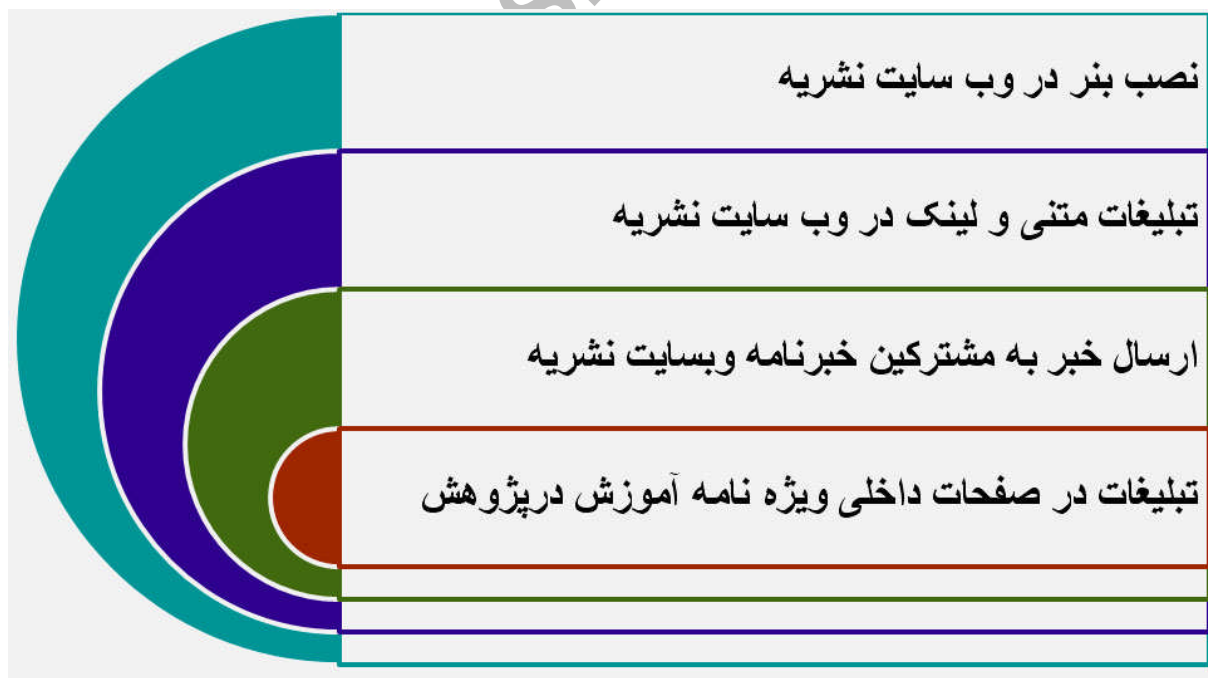 نصب بنر در وب سایت نشریه
تبلیغات متنی و لینک در وب سایت نشریه
ارسال خبر به مشترکین خبرنامه وبسایت نشریه
تبلیغات در صفحات داخلی ویژه نامه آموزش درپژوهش